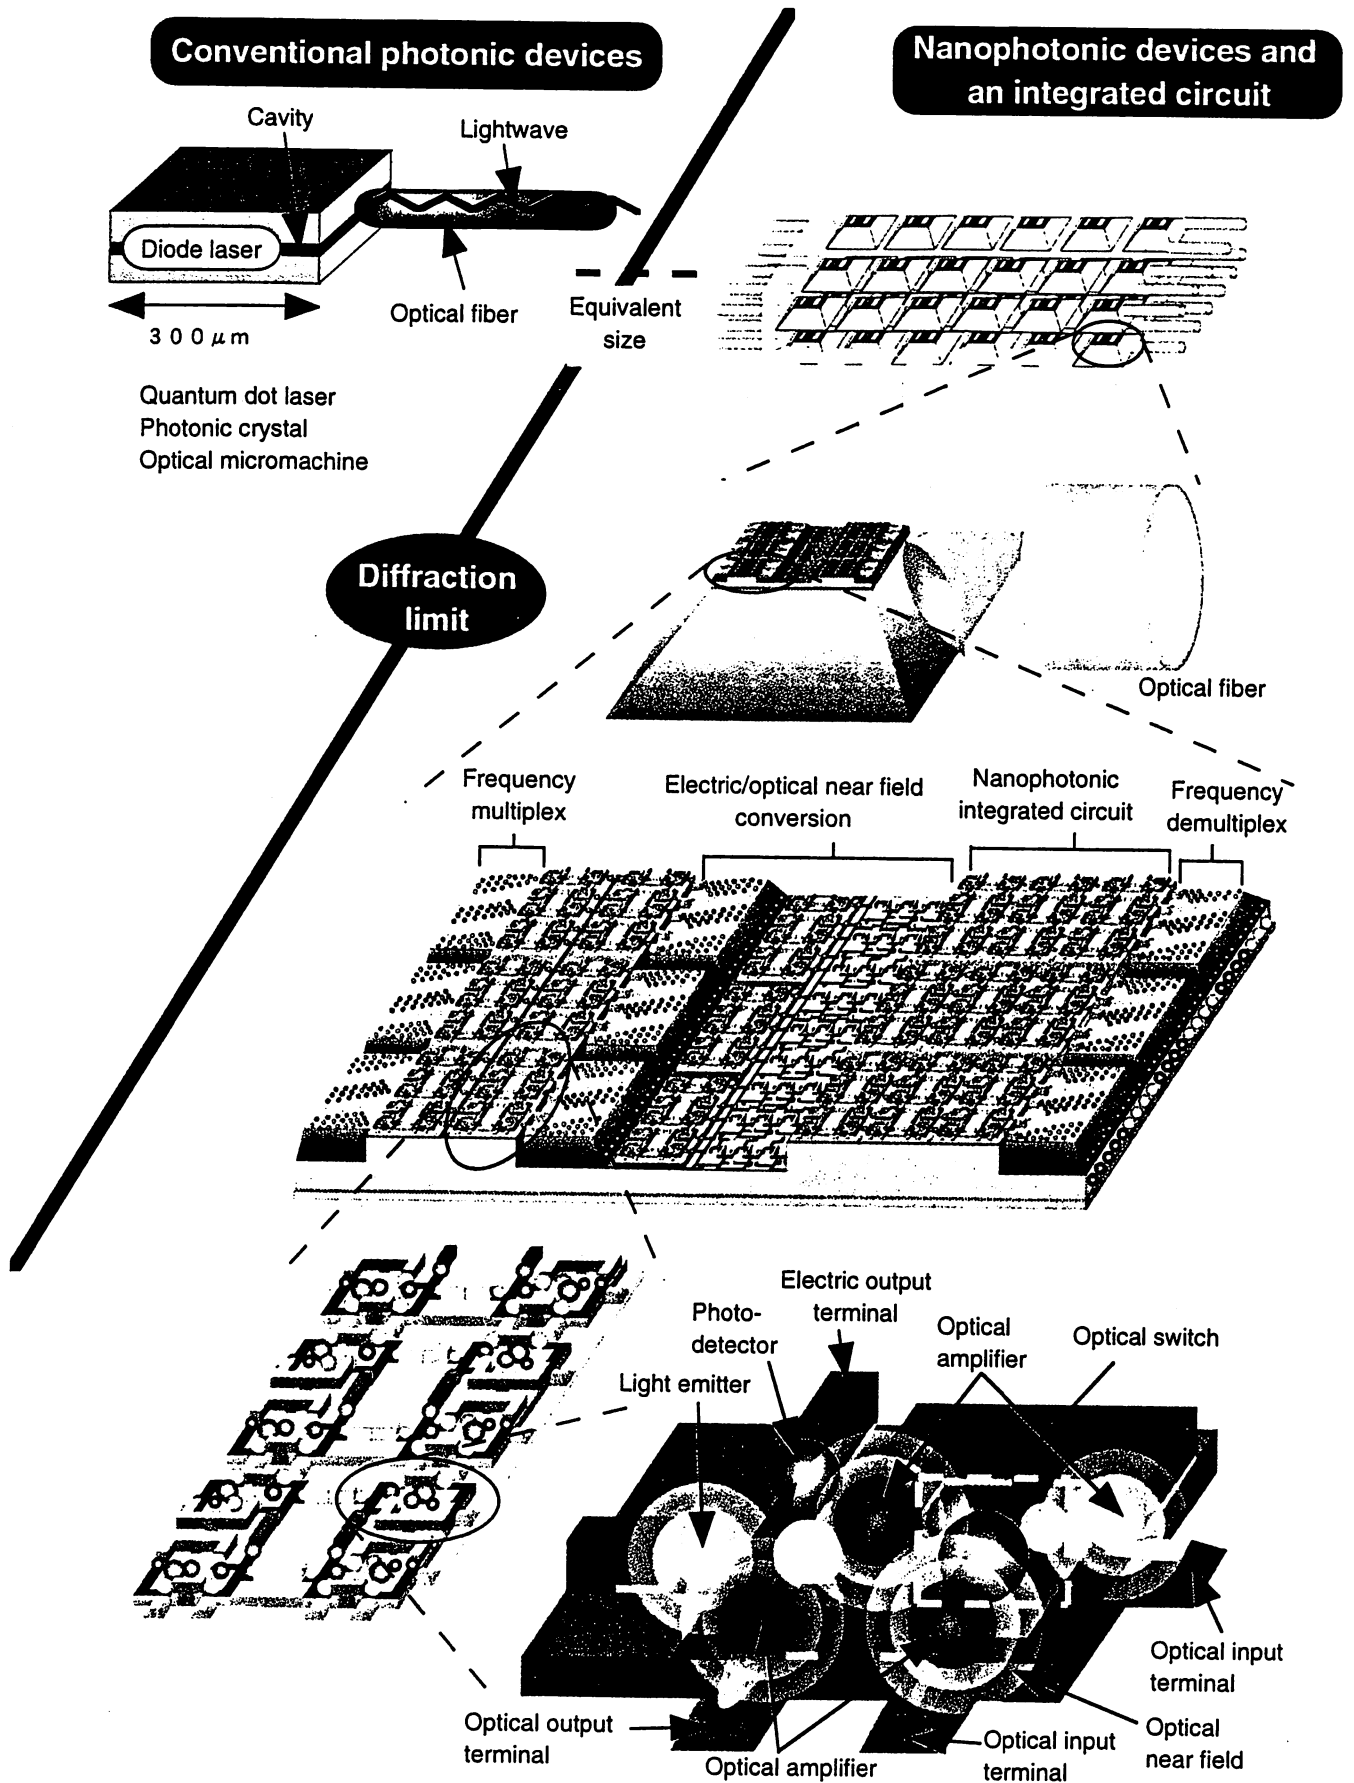 Conventional photonic devices
Nanophotonic devices and
an integrated circuit
Cavity
Lightwave
Diode laser
Optical fiber
300μm
Equivalent
size
Quantum dot laser
Photonic crystal
Optical micromachine
Diffraction
limit
Optical fiber
Frequency
multiplex
Electric/optical near field
conversion
Nanophotonic
integrated circuit
Frequency
demultiplex
Electric output
terminal
Photo-
detector
Optical
amplifier
Optical switch
Light emitter
Optical input
terminal
Optical output
terminal
Optical amplifier
Optical input
terminal
Optical
near field